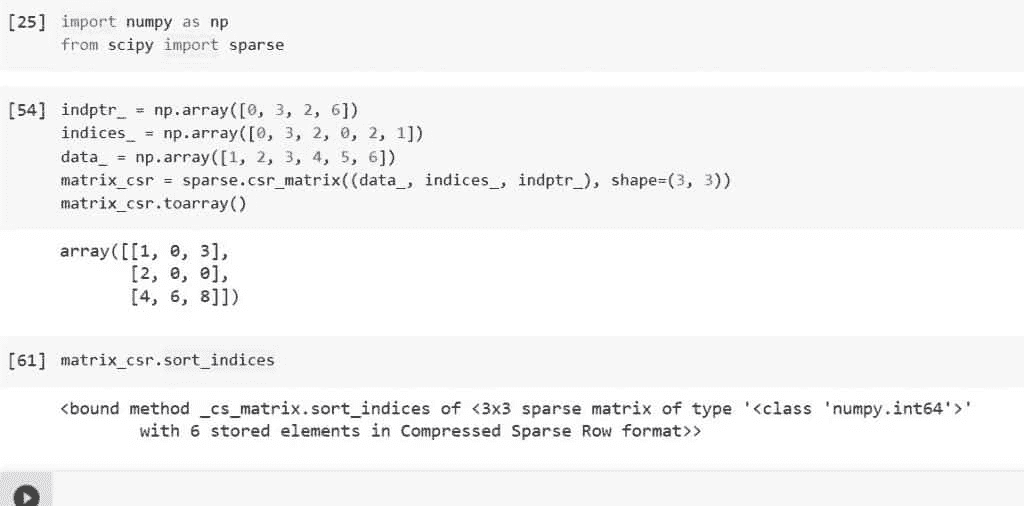 [25] import numpy as np
from scipy import sparse
[54] indptr_ = np.array([0, 3, 2, 6])
indices_ = np.array([0, 3, 2, 0, 2, 1])
data_ = np.array([1, 2, 3, 4, 5, 6])
matrix_csr = sparse.csr_matrix((data_, indices_, indptr_), shape=(3, 3))
matrix_csr.toarray()
array([[1, 0, 3],
[2, 0, 0],
[4, 6, 8]])
[61] matrix_csr.sort_indices
<bound method _cs_matrix.sort_indices of <3x3 sparse matrix of type '<class 'numpy.int64'>'
with 6 stored elements in Compressed Sparse Row format>>